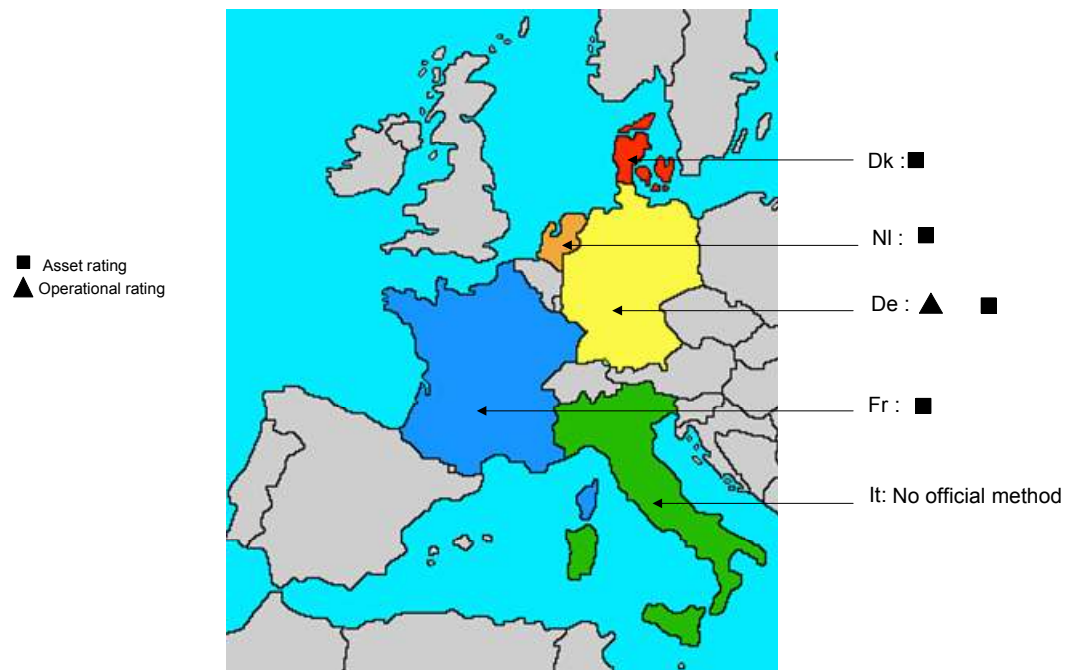 Dk :
Nl :
Asset rating
Operational rating
De :
Fr :
It: No official method